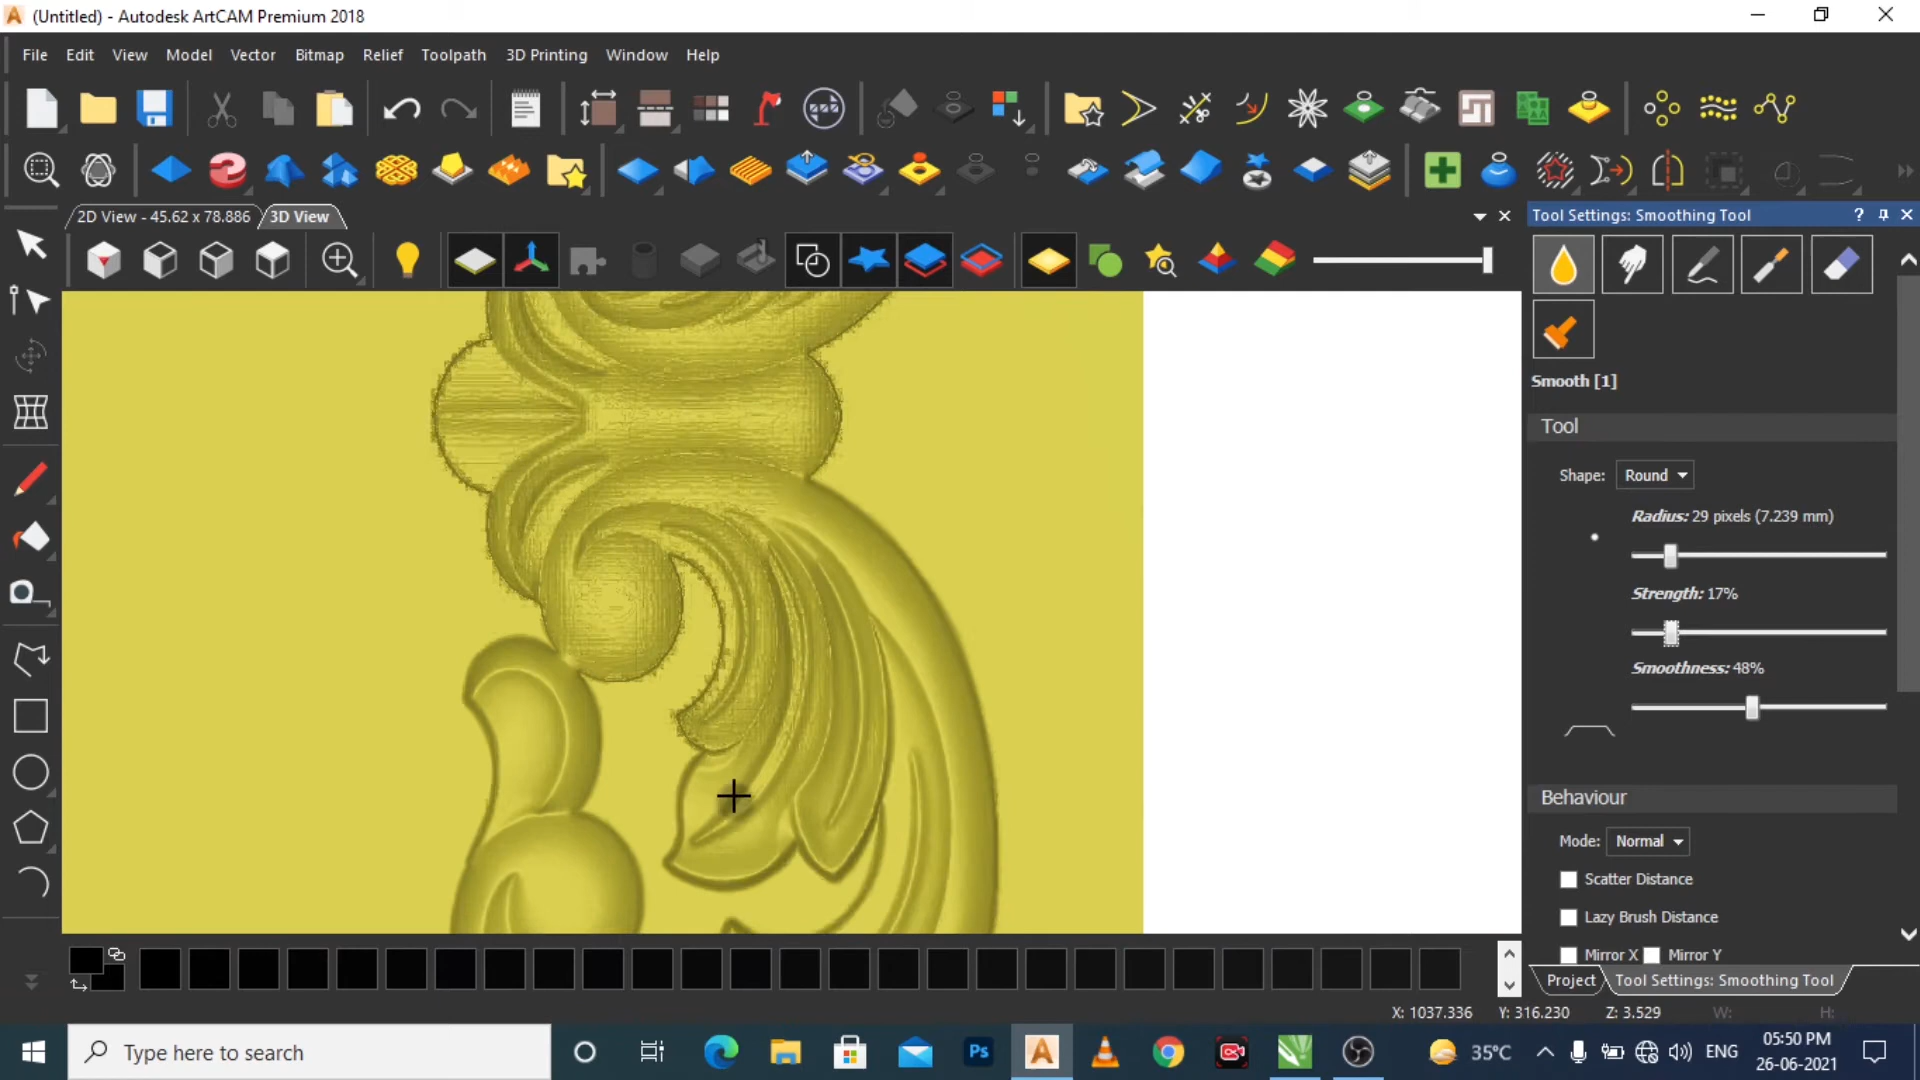 (Untitled) - Autodesk ArtCAM Premium 2018
File Edit View Model Vector Bitmap Relief Toolpath 3D Printing Window Help
2D View - 45.62 x 78.886 3D View
Tool Settings: Smoothing Tool
Smooth [1]
Tool
Shape: Round
Radius: 29 pixels (7.239 mm)
Strength: 17%
Smoothness: 48%
Behaviour
Mode: Normal
Scatter Distance
Lazy Brush Distance
Mirror X Mirror Y
Project Tool Settings: Smoothing Tool
X: 1037.336 Y: 316.230 Z: 3.529 W: H:
Type here to search
Ps
35°C
ENG
05:50 PM
26-06-2021